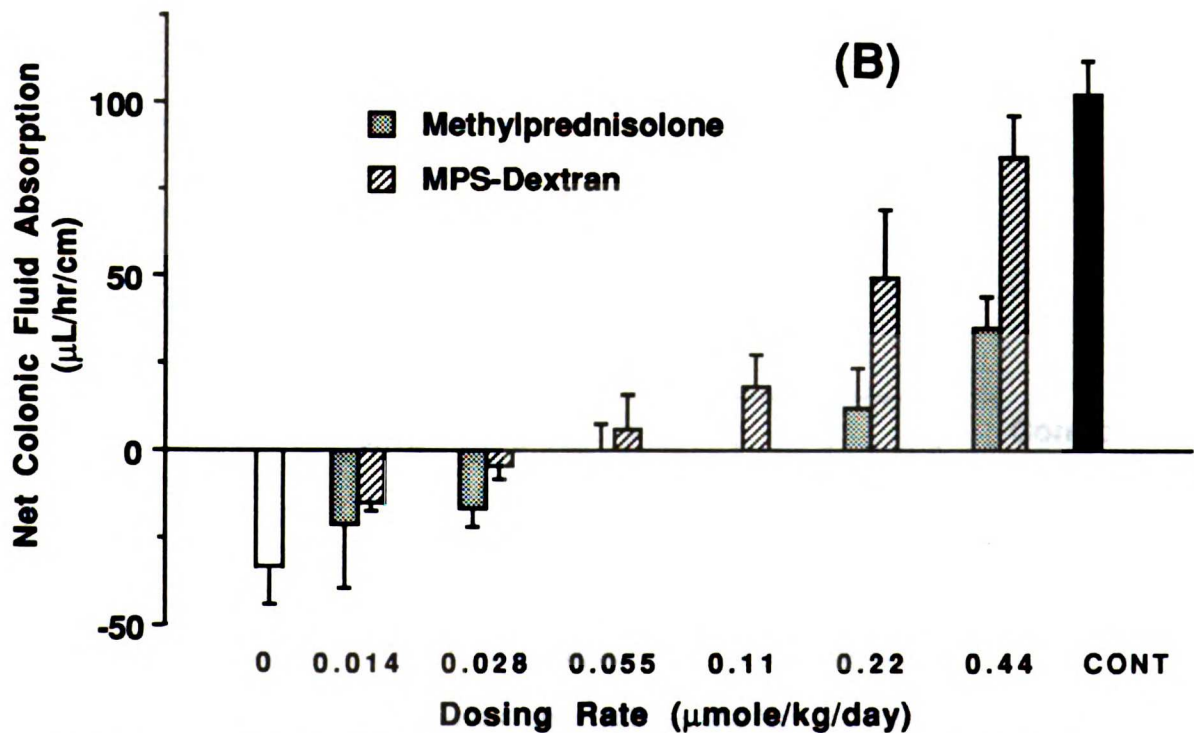 (B)
100
50
0
-50
Net Colonic Fluid Absorption
(μL/hr/cm)
Methylprednisolone
MPS-Dextran
0 0.014 0.028 0.055 0.11 0.22 0.44 CONT
Dosing Rate (μmole/kg/day)